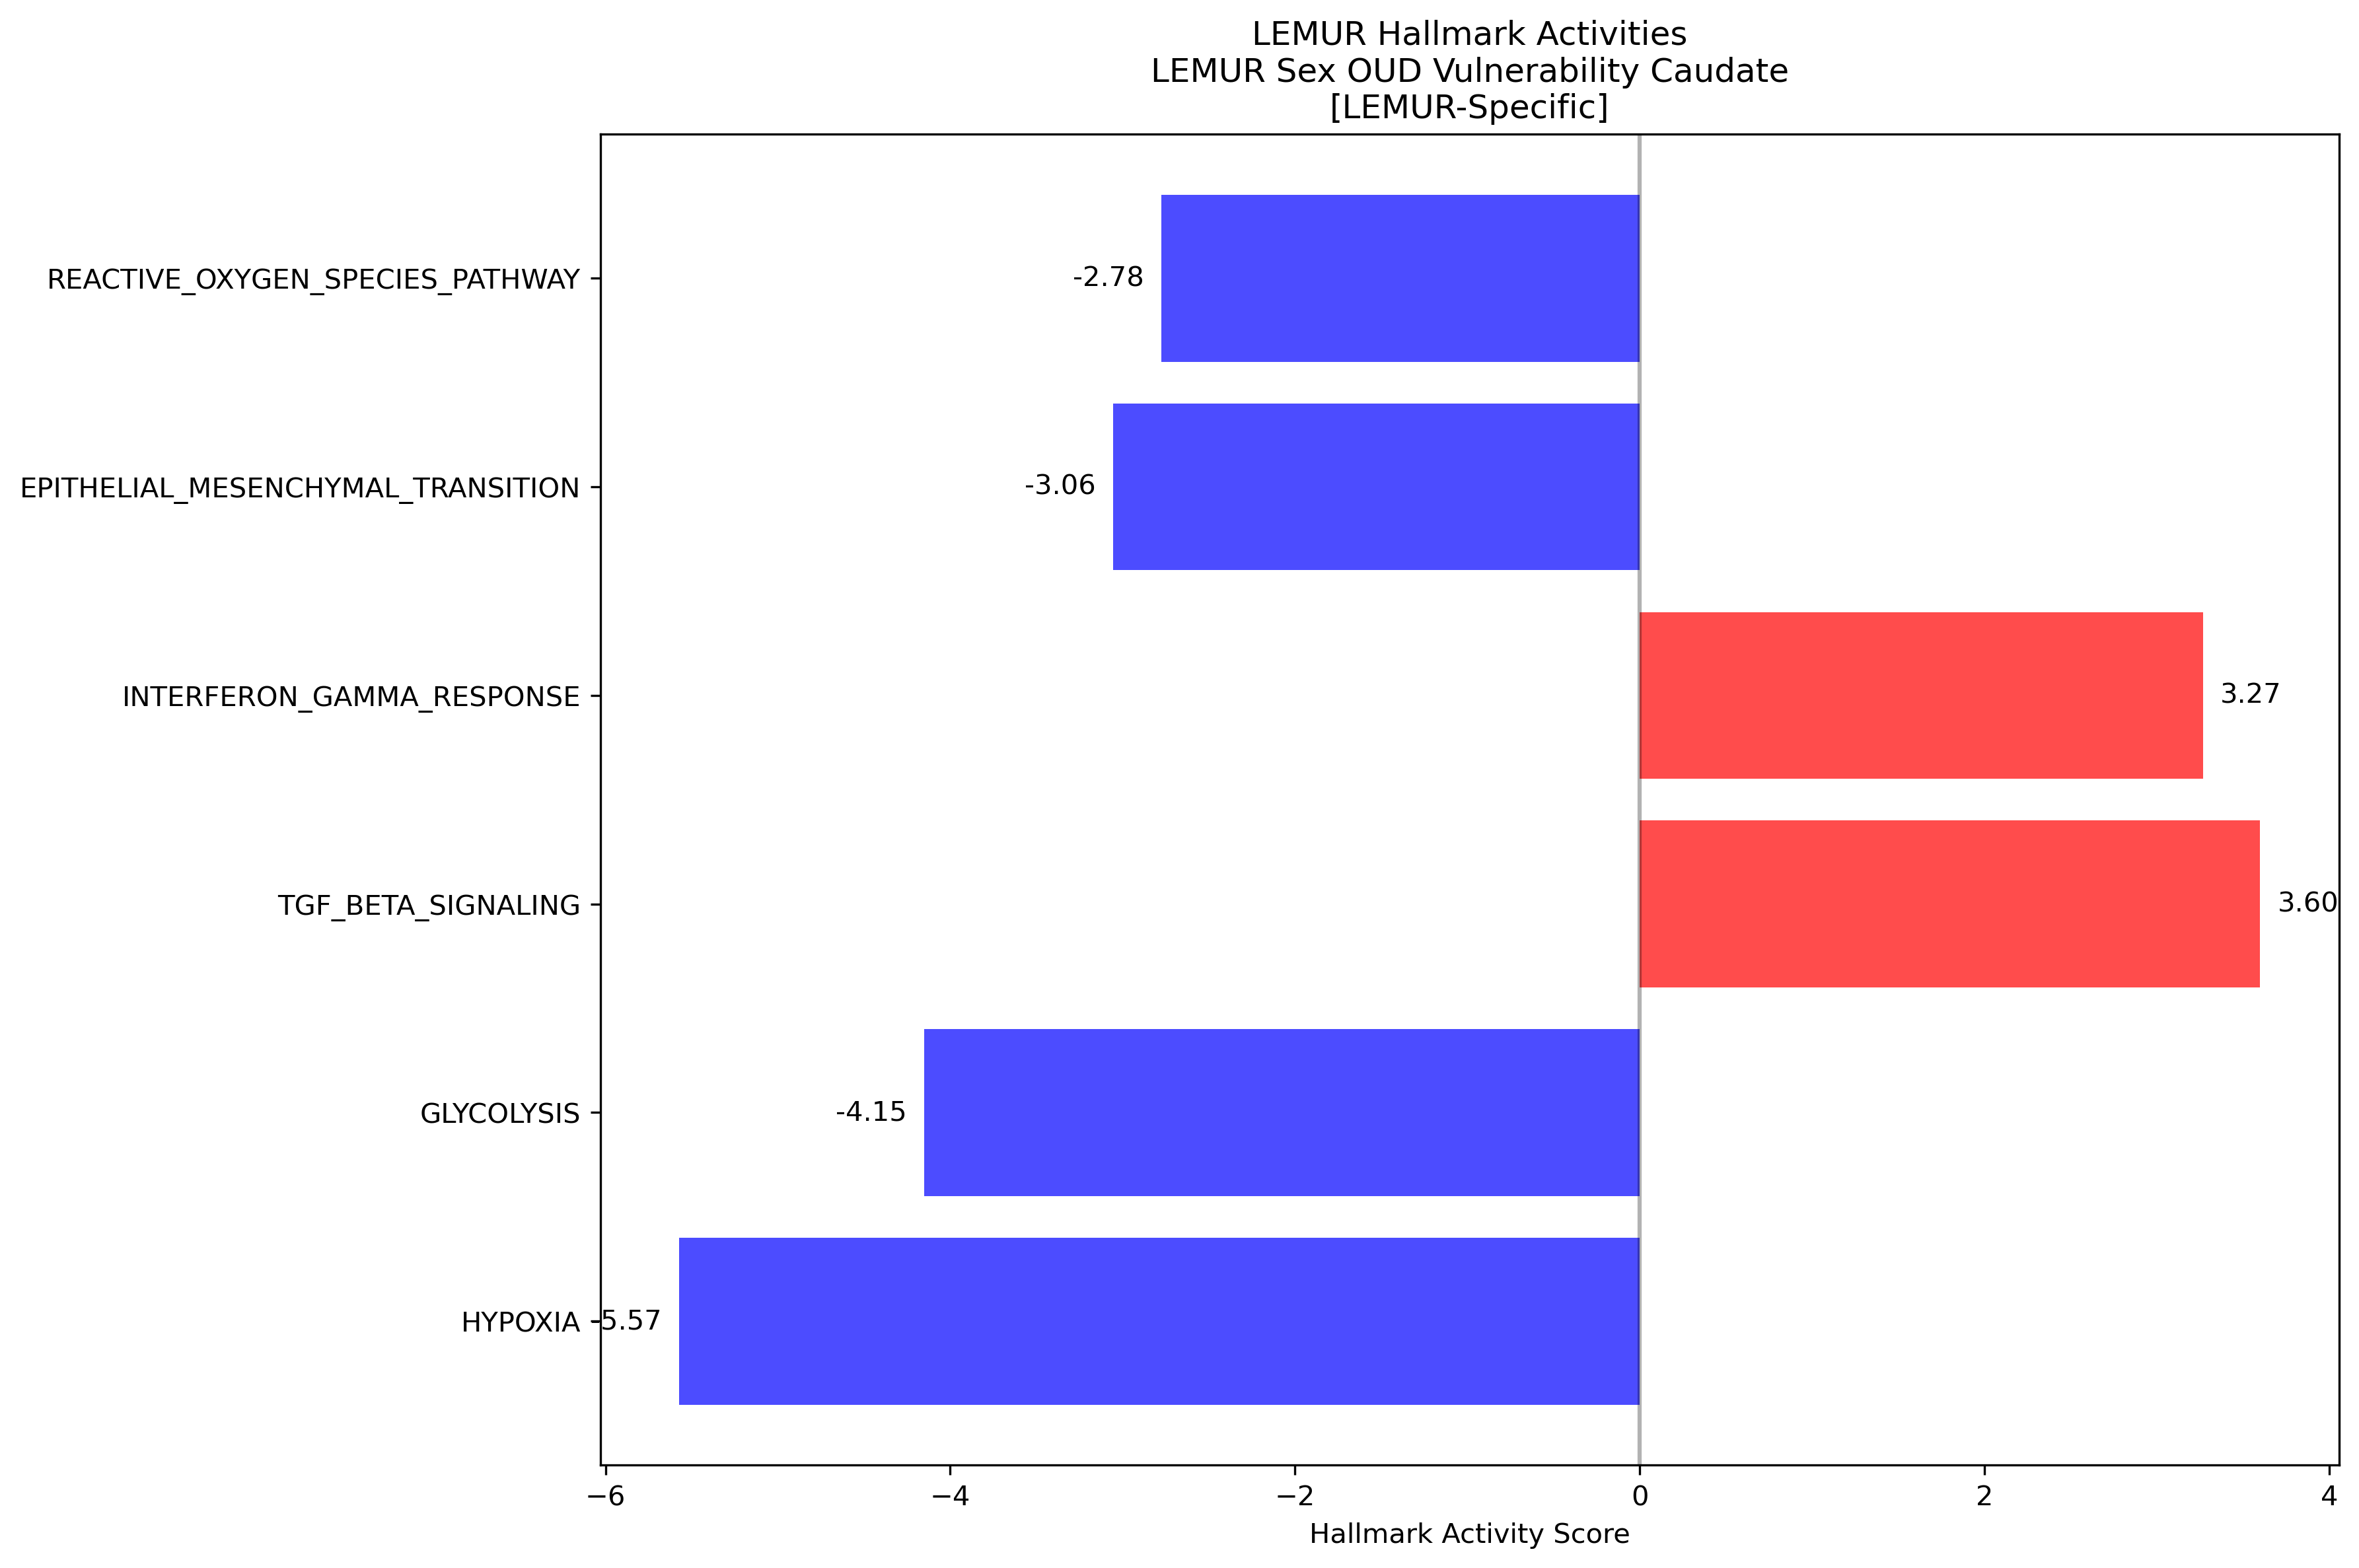 LEMUR Hallmark Activities
LEMUR Sex OUD Vulnerability Caudate
[LEMUR-Specific]
REACTIVE_OXYGEN_SPECIES_PATHWAY
-2.78
EPITHELIAL_MESENCHYMAL_TRANSITION
-3.06
INTERFERON_GAMMA_RESPONSE
3.27
TGF_BETA_SIGNALING
3.60
GLYCOLYSIS
-4.15
HYPOXIA
-5.57
−6 −4 −2 0 2 4
Hallmark Activity Score